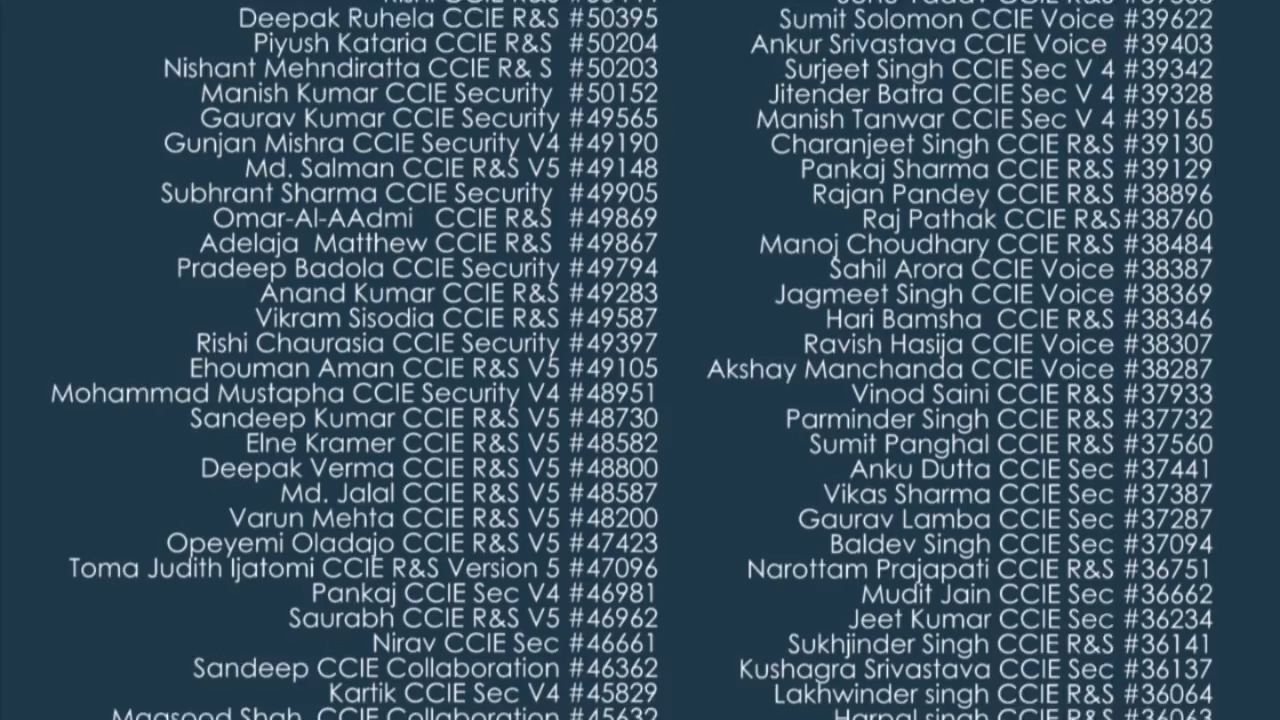 Deepak Ruhela CCIE R&S #50395
Piyush Kataria CCIE R&S #50204
Nishant Mehndiratta CCIE R& S #50203
Manish Kumar CCIE Security #50152
Gaurav Kumar CCIE Security #49565
Gunjan Mishra CCIE Security V4 #49190
Md. Salman CCIE R&S V5 #49148
Subhrant Sharma CCIE Security #49905
Omar-Al-AAdmi CCIE R&S #49869
Adelaja Matthew CCIE R&S #49867
Pradeep Badola CCIE Security #49794
Anand Kumar CCIE R&S #49283
Vikram Sisodia CCIE R&S #49587
Rishi Chaurasia CCIE Security #49397
Ehouman Aman CCIE R&S V5 #49105
Mohammad Mustapha CCIE Security V4 #48951
Sandeep Kumar CCIE R&S V5 #48730
Elne Kramer CCIE R&S V5 #48582
Deepak Verma CCIE R&S V5 #48800
Md. Jalal CCIE R&S V5 #48587
Varun Mehta CCIE R&S V5 #48200
Opeyemi Oladajo CCIE R&S V5 #47423
Toma Judith Ijatomi CCIE R&S Version 5 #47096
Pankaj CCIE Sec V4 #46981
Saurabh CCIE R&S V5 #46962
Nirav CCIE Sec #46661
Sandeep CCIE Collaboration #46362
Kartik CCIE Sec V4 #45829
Maqsood Shah CCIE Collaboration #45632
Sumit Solomon CCIE Voice #39622
Ankur Srivastava CCIE Voice #39403
Surjeet Singh CCIE Sec V 4 #39342
Jitender Batra CCIE Sec V 4 #39328
Manish Tanwar CCIE Sec V 4 #39165
Charanjeet Singh CCIE R&S #39130
Pankaj Sharma CCIE R&S #39129
Rajan Pandey CCIE R&S #38896
Raj Pathak CCIE R&S#38760
Manoj Choudhary CCIE R&S #38484
Sahil Arora CCIE Voice #38387
Jagmeet Singh CCIE Voice #38369
Hari Bamsha CCIE R&S #38346
Ravish Hasija CCIE Voice #38307
Akshay Manchanda CCIE Voice #38287
Vinod Saini CCIE R&S #37933
Parminder Singh CCIE R&S #37732
Sumit Panghal CCIE R&S #37560
Anku Dutta CCIE Sec #37441
Vikas Sharma CCIE Sec #37387
Gaurav Lamba CCIE Sec #37287
Baldev Singh CCIE Sec #37094
Narottam Prajapati CCIE R&S #36751
Mudit Jain CCIE Sec #36662
Jeet Kumar CCIE Sec #36234
Sukhjinder Singh CCIE R&S #36141
Kushagra Srivastava CCIE Sec #36137
Lakhwinder singh CCIE R&S #36064
Harpal singh CCIE R&S #36063